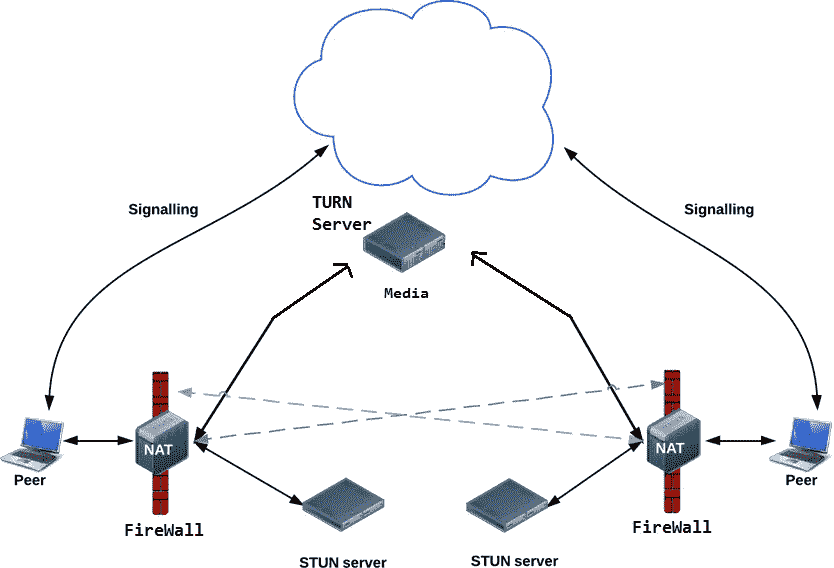 TURN
Server
Signalling
Signalling
Media
NAT
NAT
Peer
Peer
FireWall
FireWall
STUN server
STUN server